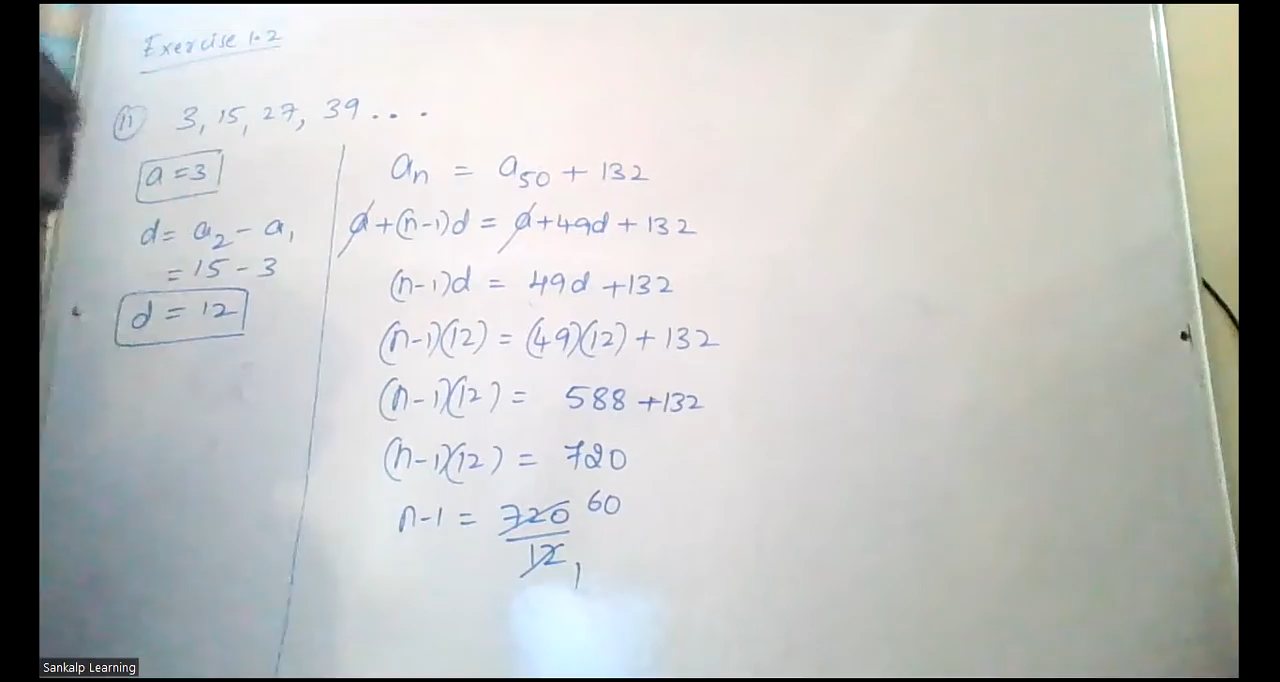 Exercise 1.2
11 3, 15, 27, 39 ....
a = 3
d = a₂ - a₁
= 15 - 3
d = 12
aₙ = a₅₀ + 132
a + (n-1)d = a + 49d + 132
(n-1)d = 49d + 132
(n-1)(12) = (49)(12) + 132
(n-1)(12) = 588 + 132
(n-1)(12) = 720
n-1 = 720/12 60 1
Sankalp Learning